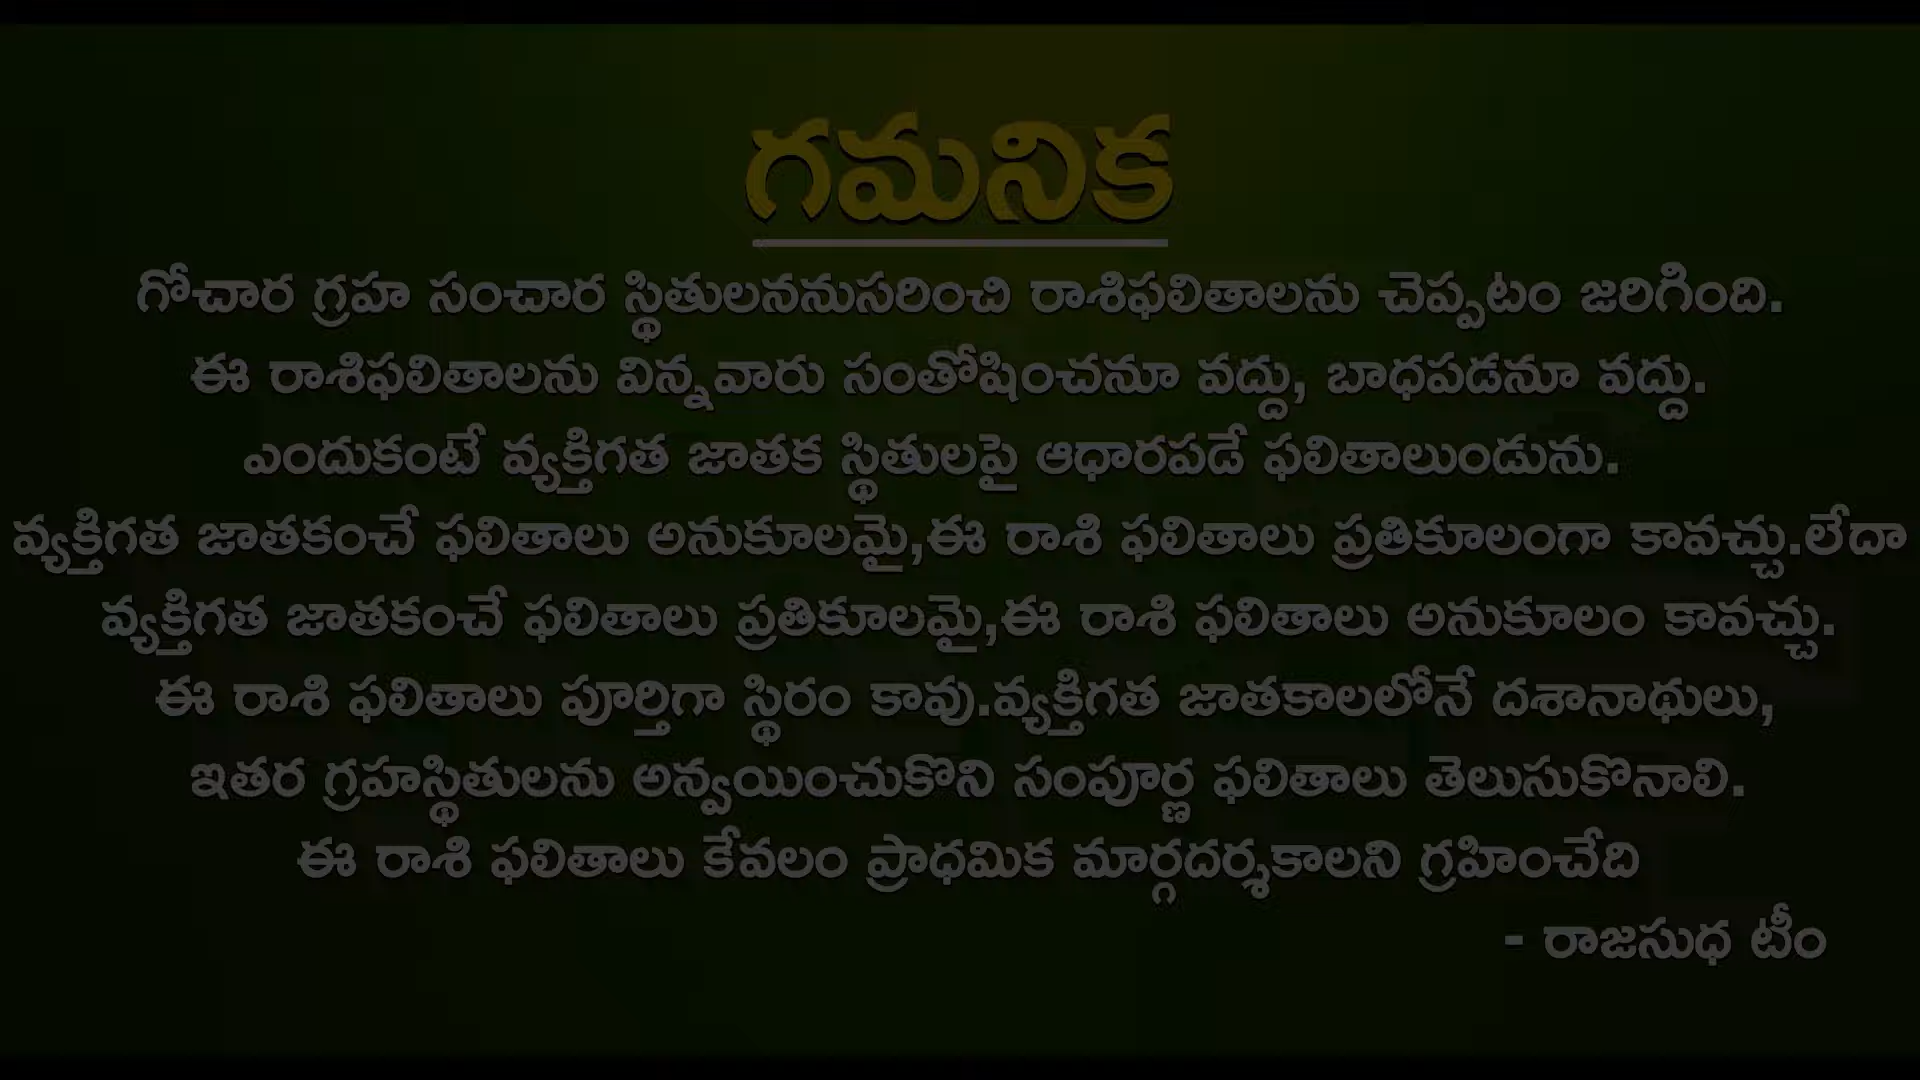 గమనిక
గోచార గ్రహ సంచార స్థితులననుసరించి రాశిఫలితాలను చెప్పటం జరిగింది.
ఈ రాశిఫలితాలను విన్నవారు సంతోషించనూ వద్దు, బాధపడనూ వద్దు.
ఎందుకంటే వ్యక్తిగత జాతక స్థితులపై ఆధారపడే ఫలితాలుండును.
వ్యక్తిగత జాతకంచే ఫలితాలు అనుకూలమై,ఈ రాశి ఫలితాలు ప్రతికూలంగా కావచ్చు.లేదా
వ్యక్తిగత జాతకంచే ఫలితాలు ప్రతికూలమై,ఈ రాశి ఫలితాలు అనుకూలం కావచ్చు.
ఈ రాశి ఫలితాలు పూర్తిగా స్థిరం కావు.వ్యక్తిగత జాతకాలలోనే దశానాథులు,
ఇతర గ్రహస్థితులను అన్వయించుకొని సంపూర్ణ ఫలితాలు తెలుసుకొనాలి.
ఈ రాశి ఫలితాలు కేవలం ప్రాధమిక మార్గదర్శకాలని గ్రహించేది
- రాజసుధ టీం